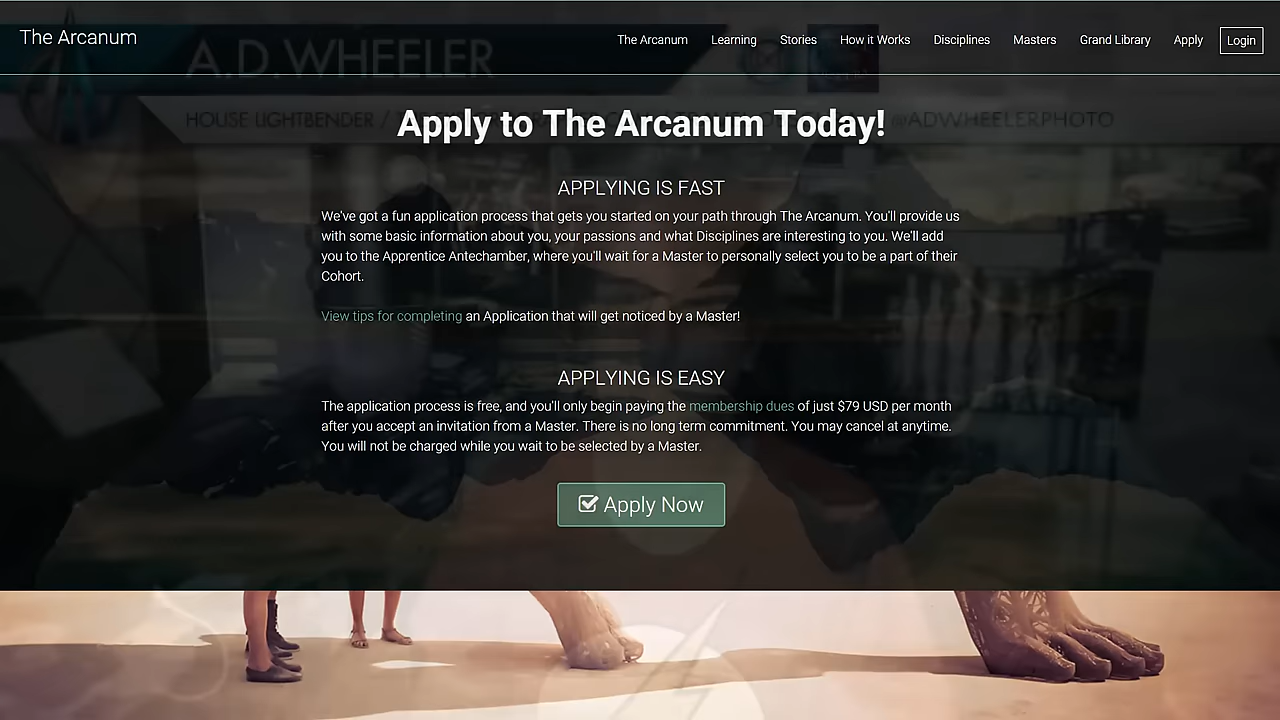 The Arcanum
The Arcanum Learning Stories How it Works Disciplines Masters Grand Library Apply Login
A.D.WHEELER
HOUSE LIGHTBENDER /
@ADWHEELERPHOTO
Apply to The Arcanum Today!
APPLYING IS FAST
We've got a fun application process that gets you started on your path through The Arcanum. You'll provide us
with some basic information about you, your passions and what Disciplines are interesting to you. We'll add
you to the Apprentice Antechamber, where you'll wait for a Master to personally select you to be a part of their
Cohort.
View tips for completing an Application that will get noticed by a Master!
APPLYING IS EASY
The application process is free, and you'll only begin paying the membership dues of just $79 USD per month
after you accept an invitation from a Master. There is no long term commitment. You may cancel at anytime.
You will not be charged while you wait to be selected by a Master.
Apply Now